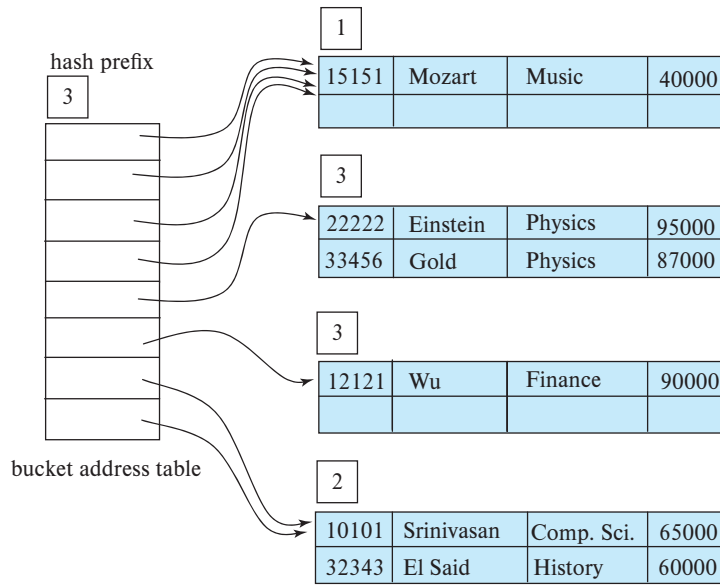 hash prefix
3
bucket address table
1
15151 Mozart Music 40000
3
22222 Einstein Physics 95000
33456 Gold Physics 87000
3
12121 Wu Finance 90000
2
10101 Srinivasan Comp. Sci. 65000
32343 El Said History 60000